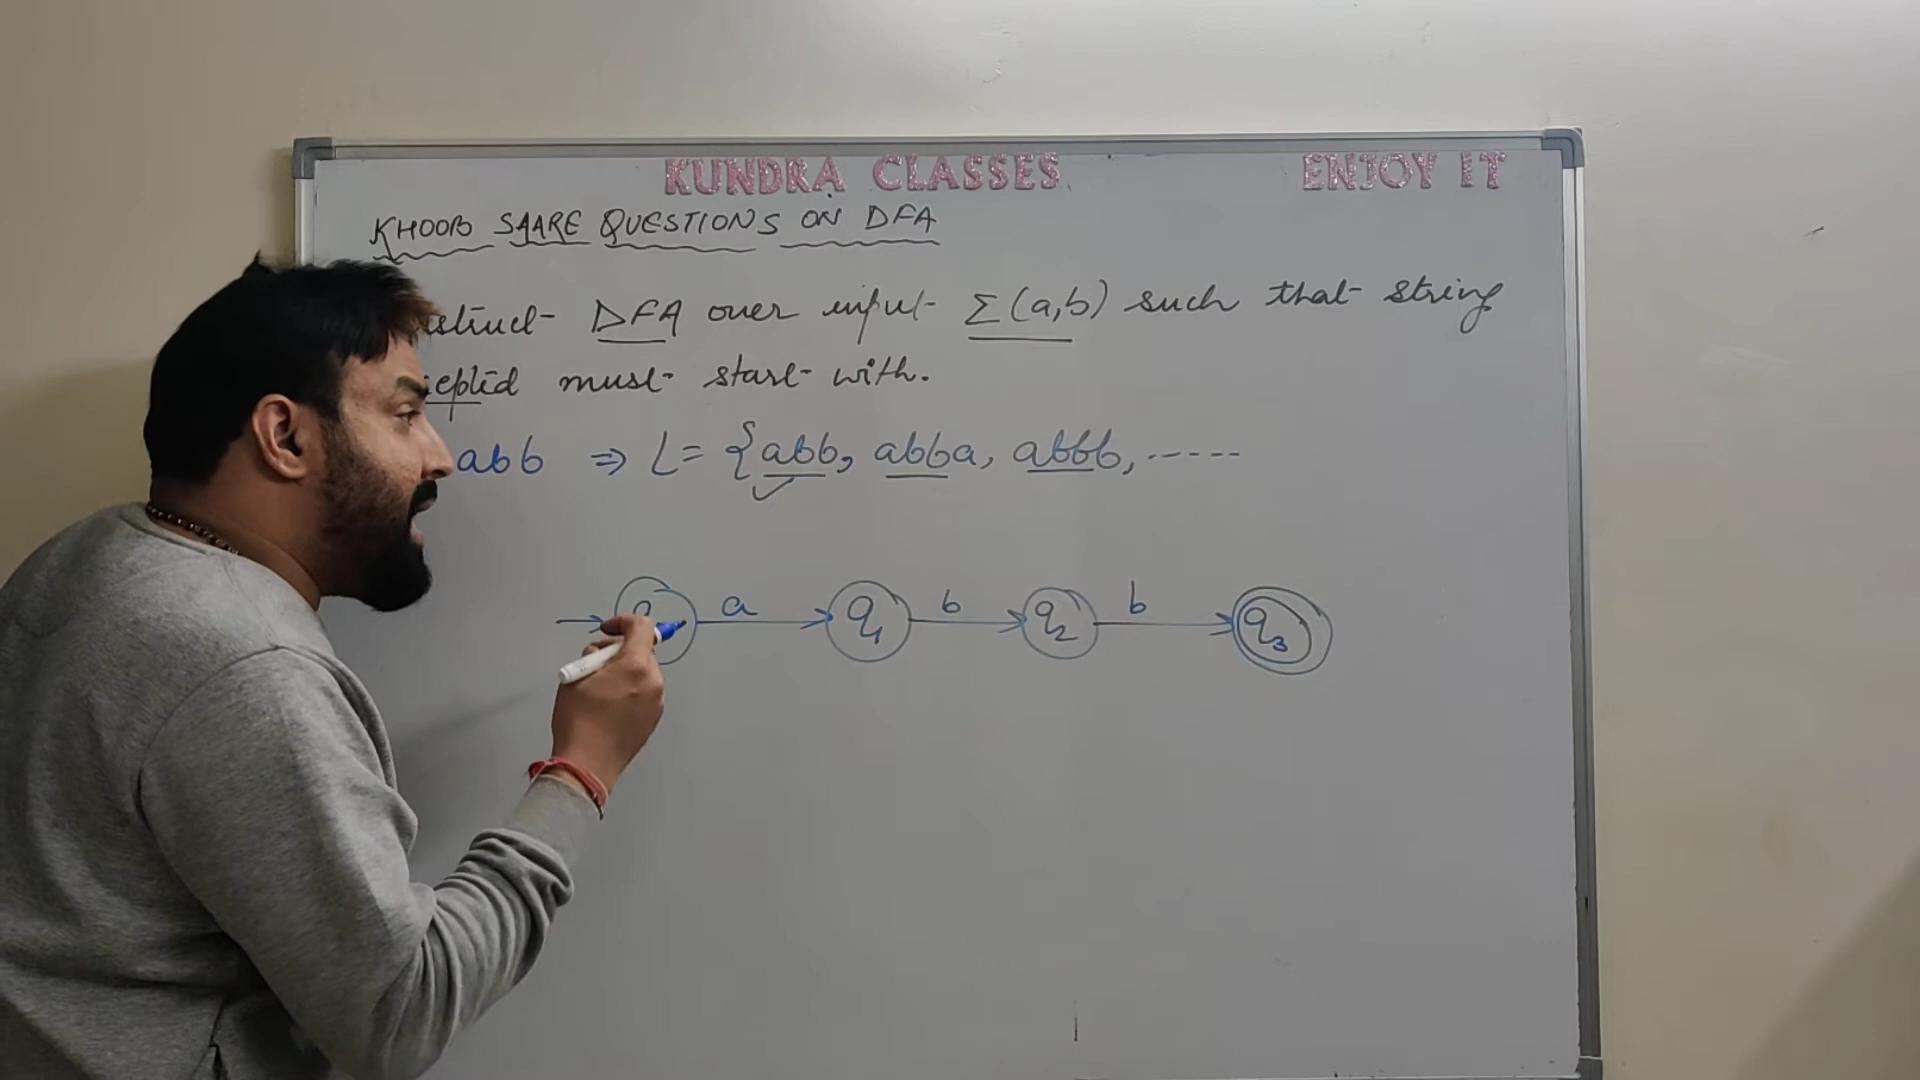 KUNDRA CLASSES ENJOY IT
KHOOB SAARE QUESTIONS ON DFA
DFA over input Σ(a,b) such that string
must start with.
abb ⇒ L = {abb, abba, abbb, -----
a b b
q1 q2 q3